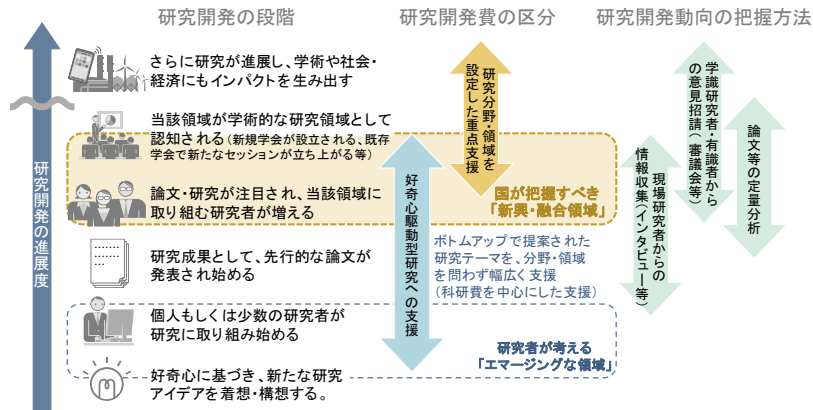 研究開発の段階
研究開発費の区分
研究開発動向の把握方法
研究開発の進展度
さらに研究が進展し、学術や社会・
経済にもインパクトを生み出す
当該領域が学術的な研究領域として
認知される(新規学会が設立される、既存
学会で新たなセッションが立ち上がる等)
論文・研究が注目され、当該領域に
取り組む研究者が増える
研究成果として、先行的な論文が
発表され始める
個人もしくは少数の研究者が
研究に取り組み始める
好奇心に基づき、新たな研究
アイデアを着想・構想する。
研究分野・領域を
設定した重点支援
好奇心駆動型研究への支援
国が把握すべき
「新興・融合領域」
ボトムアップで提案された
研究テーマを、分野・領域
を問わず幅広く支援
(科研費を中心にした支援)
研究者が考える
「エマージングな領域」
現場研究者からの
情報収集(インタビュー等)
学識研究者・有識者から
の意見招請(審議会等)
論文等の定量分析